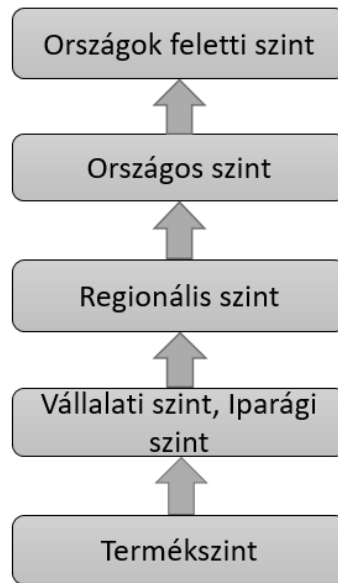 Országok feletti szint
Országos szint
Regionális szint
Vállalati szint, Iparági
szint
Termékszint